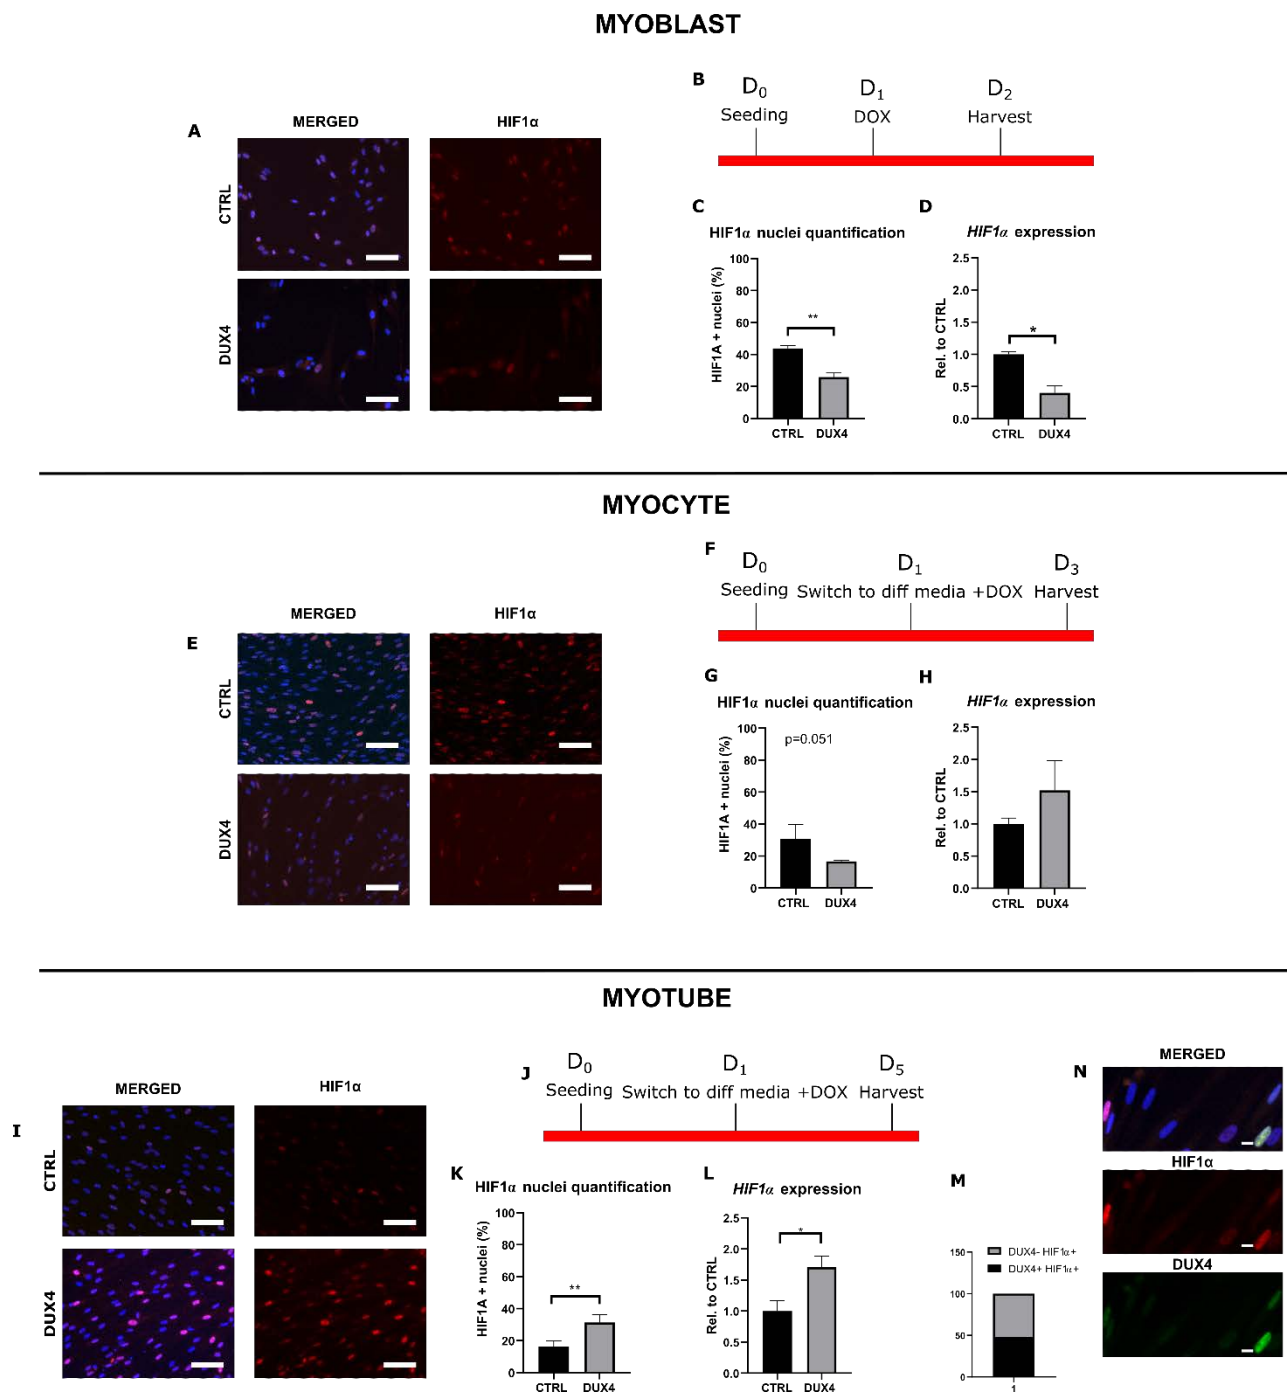 MYOBLAST
A
MERGED
HIF1α
CTRL
DUX4
B
D0
D1
D2
Seeding
DOX
Harvest
C
HIF1α nuclei quantification
HIF1A + nuclei (%)
100
80
60
40
20
0
**
CTRL
DUX4
D
HIF1α expression
Rel. to CTRL
2.5
2.0
1.5
1.0
0.5
0.0
*
CTRL
DUX4
MYOCYTE
E
MERGED
HIF1α
CTRL
DUX4
F
D0
D1
D3
Seeding
Switch to diff media +DOX
Harvest
G
HIF1α nuclei quantification
HIF1A + nuclei (%)
100
80
60
40
20
0
p=0.051
CTRL
DUX4
H
HIF1α expression
Rel. to CTRL
2.5
2.0
1.5
1.0
0.5
0.0
CTRL
DUX4
MYOTUBE
I
MERGED
HIF1α
CTRL
DUX4
J
D0
D1
D5
Seeding
Switch to diff media +DOX
Harvest
K
HIF1α nuclei quantification
HIF1A + nuclei (%)
100
80
60
40
20
0
**
CTRL
DUX4
L
HIF1α expression
Rel. to CTRL
2.5
2.0
1.5
1.0
0.5
0.0
*
CTRL
DUX4
M
150
100
50
0
DUX4- HIF1α+
DUX4+ HIF1α+
1
N
MERGED
HIF1α
DUX4